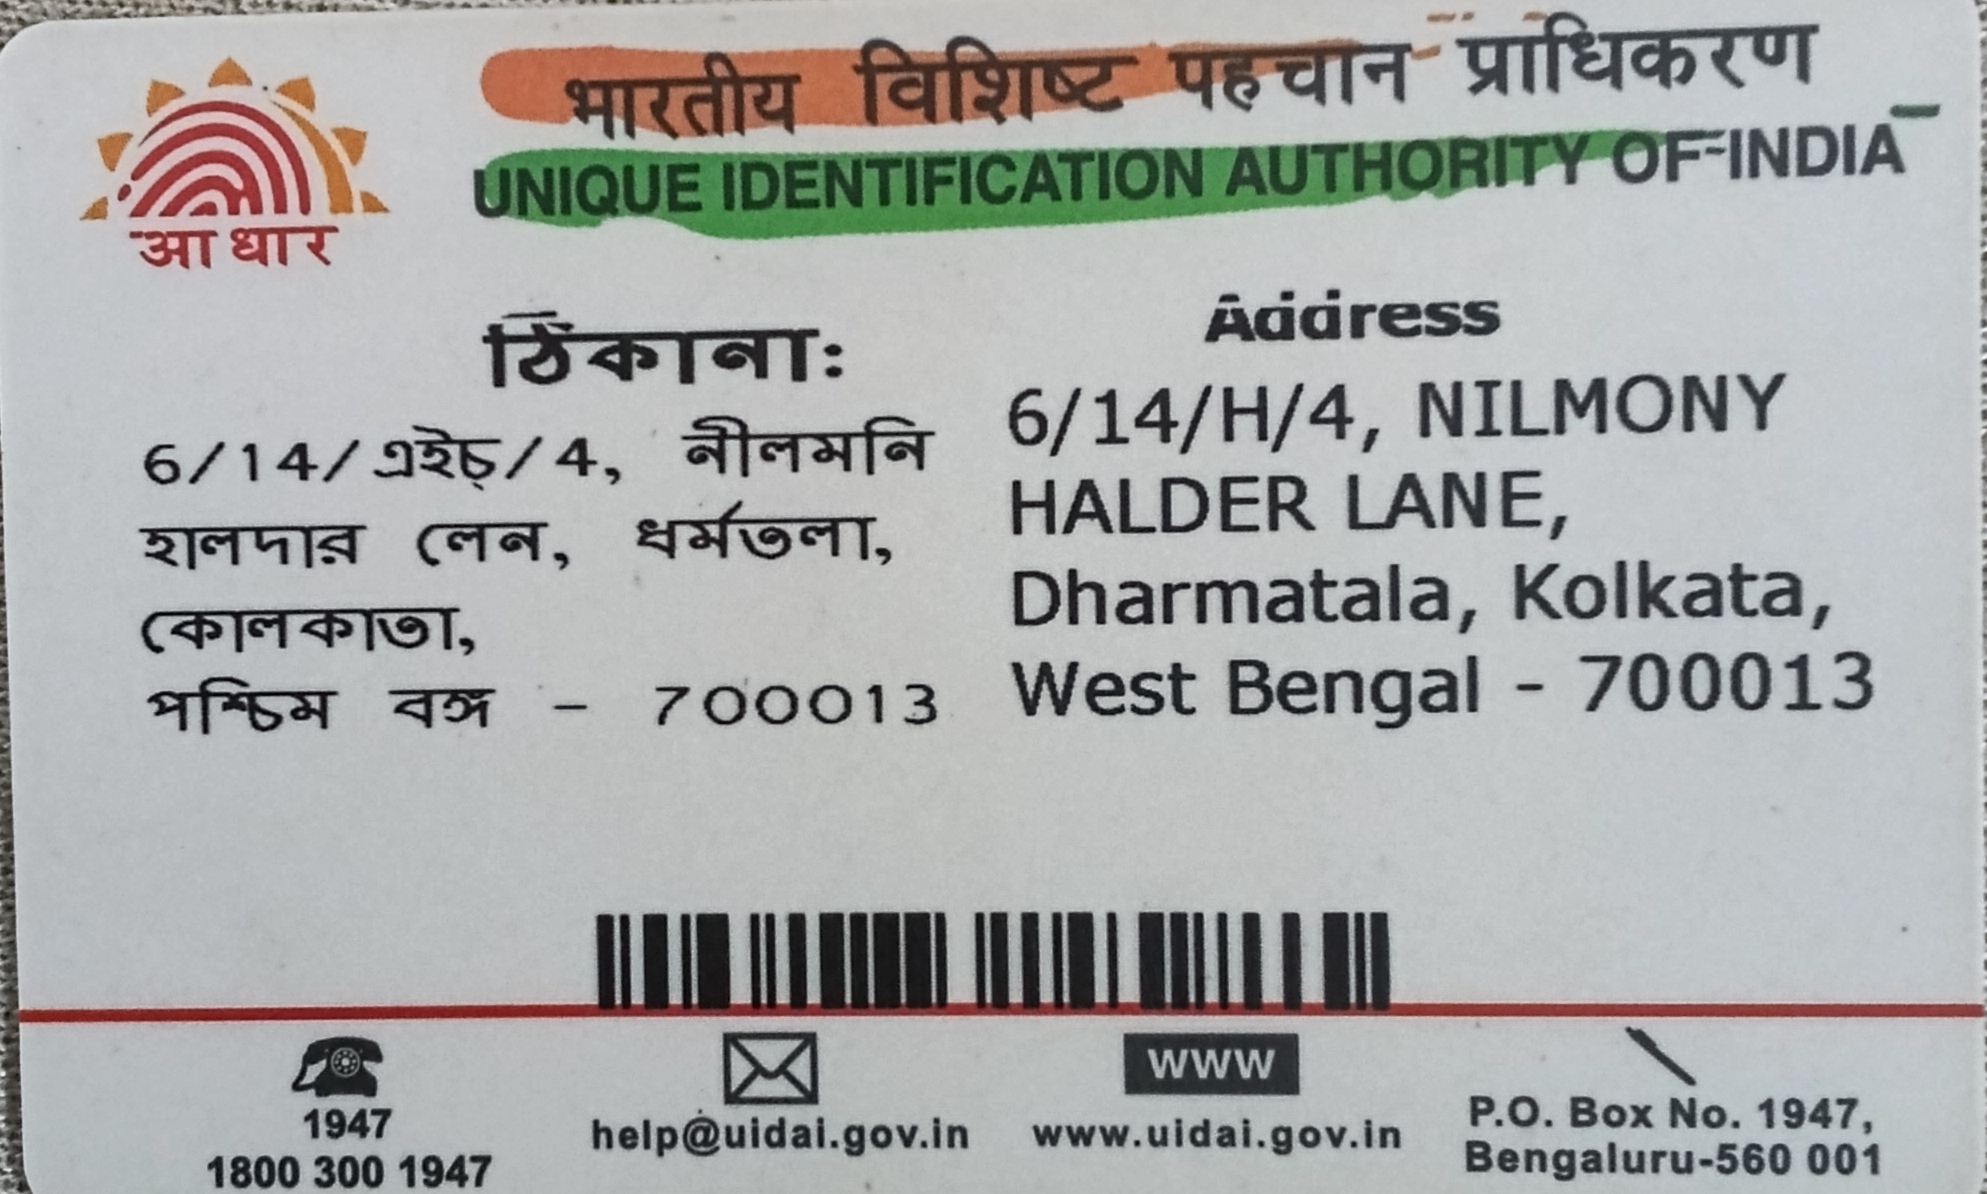 भारतीय विशिष्ट पहचान प्राधिकरण
UNIQUE IDENTIFICATION AUTHORITY OF INDIA
आधार
ঠিকানা:
6/14/এইচ্/4, নীলমনি
হালদার লেন, ধর্মতলা,
কোলকাতা,
পশ্চিম বঙ্গ - 700013
Address
6/14/H/4, NILMONY
HALDER LANE,
Dharmatala, Kolkata,
West Bengal - 700013
1947
1800 300 1947
help@uidai.gov.in
www
www.uidai.gov.in
P.O. Box No. 1947,
Bengaluru-560 001